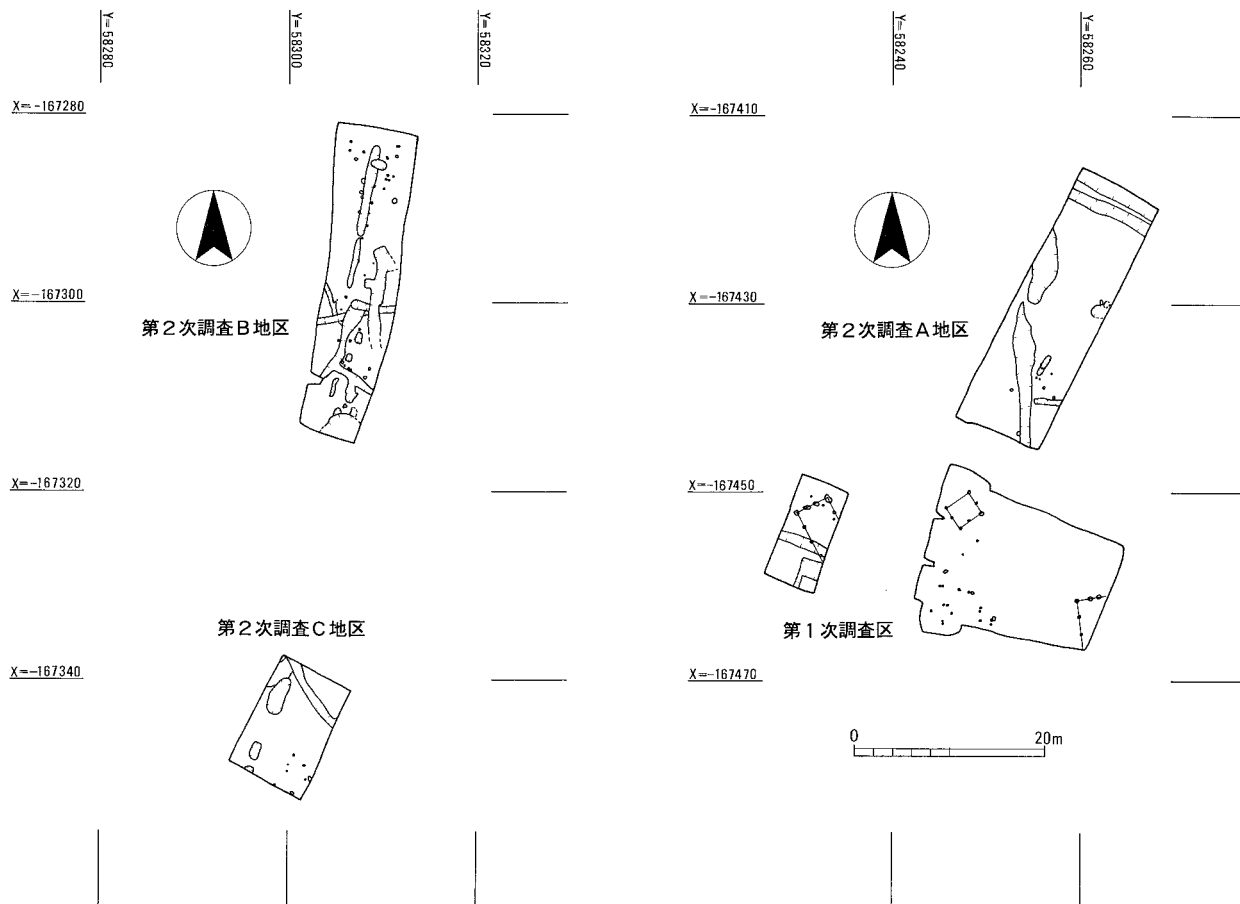 Y=58280
Y=58300
Y=58320
X=-167280
X=-167300
第2次調査B地区
X=-167320
第2次調査C地区
X=-167340
Y=58240
Y=58260
X=-167410
X=-167430
第2次調査A地区
X=-167450
第1次調査区
X=-167470
0 20m